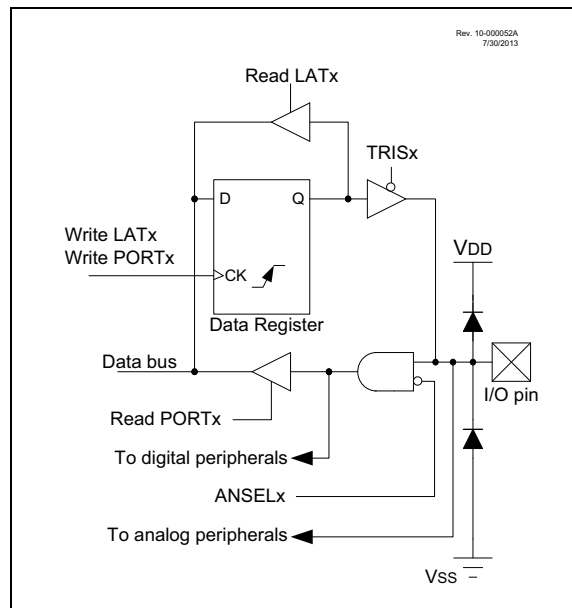 Rev. 10-000052A
7/30/2013
Read LATx
TRISx
D Q
Write LATx
Write PORTx
CK
VDD
Data Register
Data bus
I/O pin
Read PORTx
To digital peripherals
ANSELx
To analog peripherals
Vss